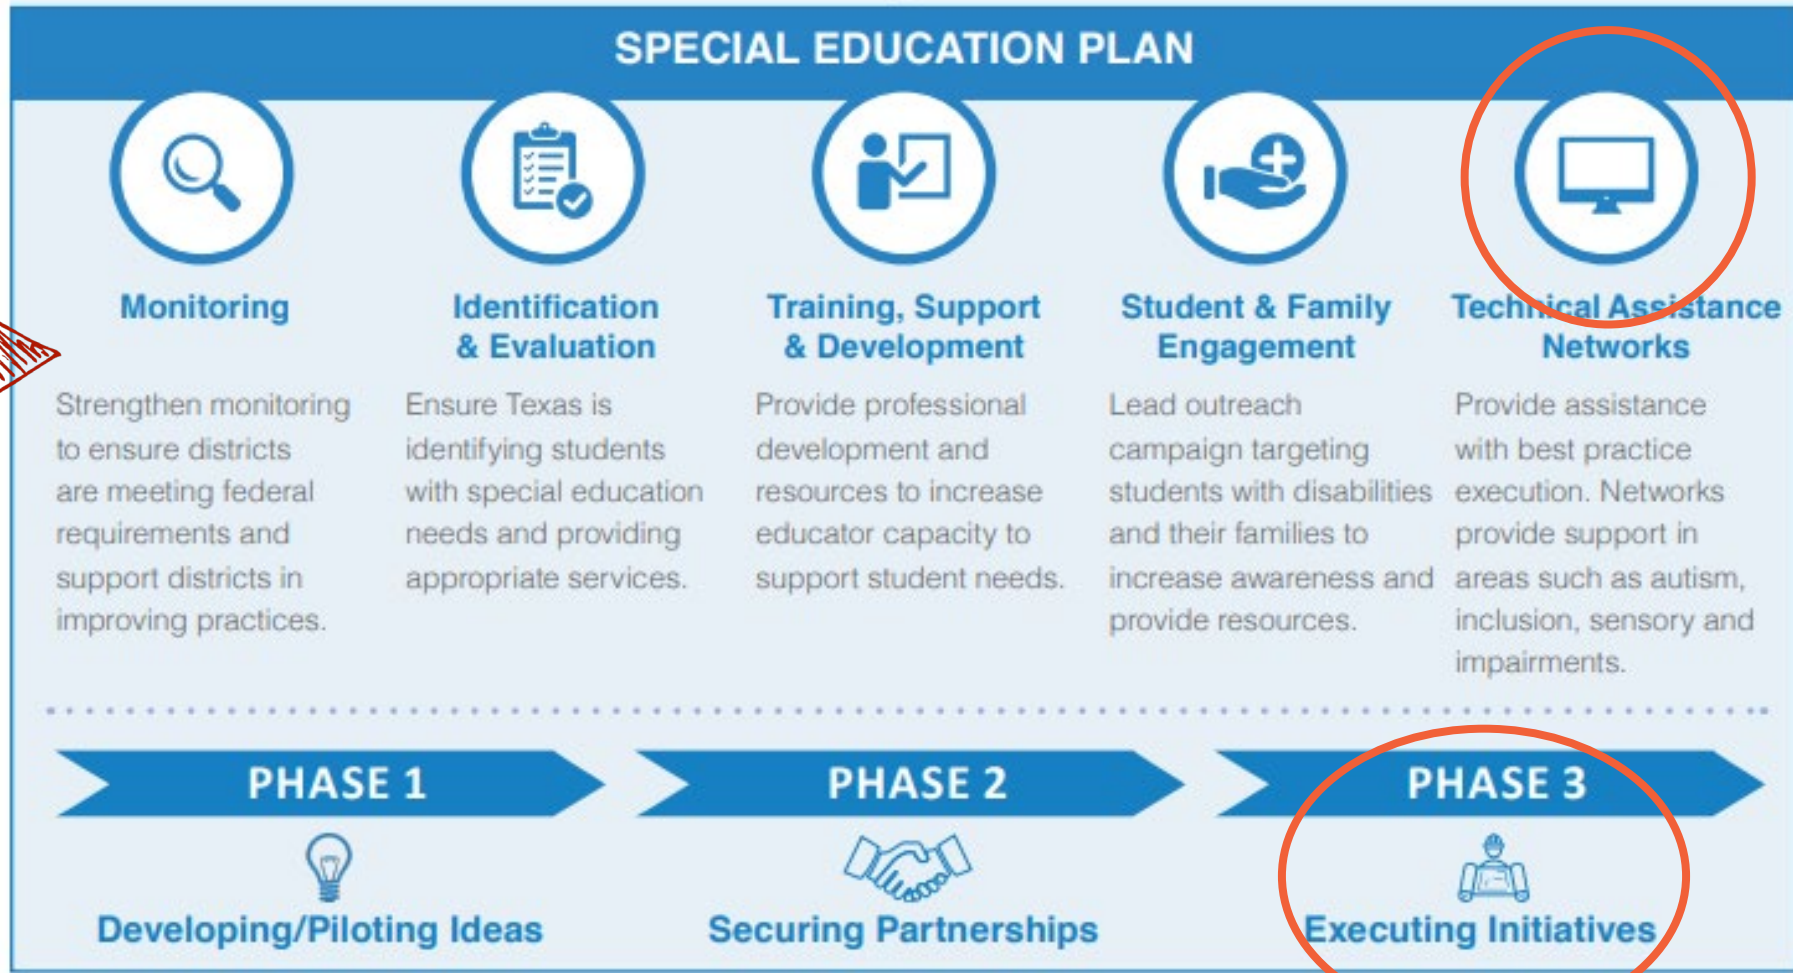 SPECIAL EDUCATION PLAN
Monitoring
Strengthen monitoring
to ensure districts
are meeting federal
requirements and
support districts in
improving practices.
Identification
& Evaluation
Ensure Texas is
identifying students
with special education
needs and providing
appropriate services.
Training, Support
& Development
Provide professional
development and
resources to increase
educator capacity to
support student needs.
Student & Family
Engagement
Lead outreach
campaign targeting
students with disabilities
and their families to
increase awareness and
provide resources.
Technical Assistance
Networks
Provide assistance
with best practice
execution. Networks
provide support in
areas such as autism,
inclusion, sensory and
impairments.
PHASE 1
Developing/Piloting Ideas
PHASE 2
Securing Partnerships
PHASE 3
Executing Initiatives